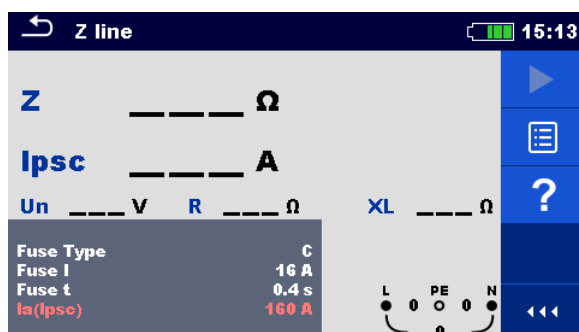 Z line 15:13
Z ___ Ω
Ipsc ___ A
Un ___ V R ___ Ω XL ___ Ω
?
Fuse Type C
Fuse I 16 A
Fuse t 0.4 s
Ia(Ipsc) 160 A
L PE N
0 0
0